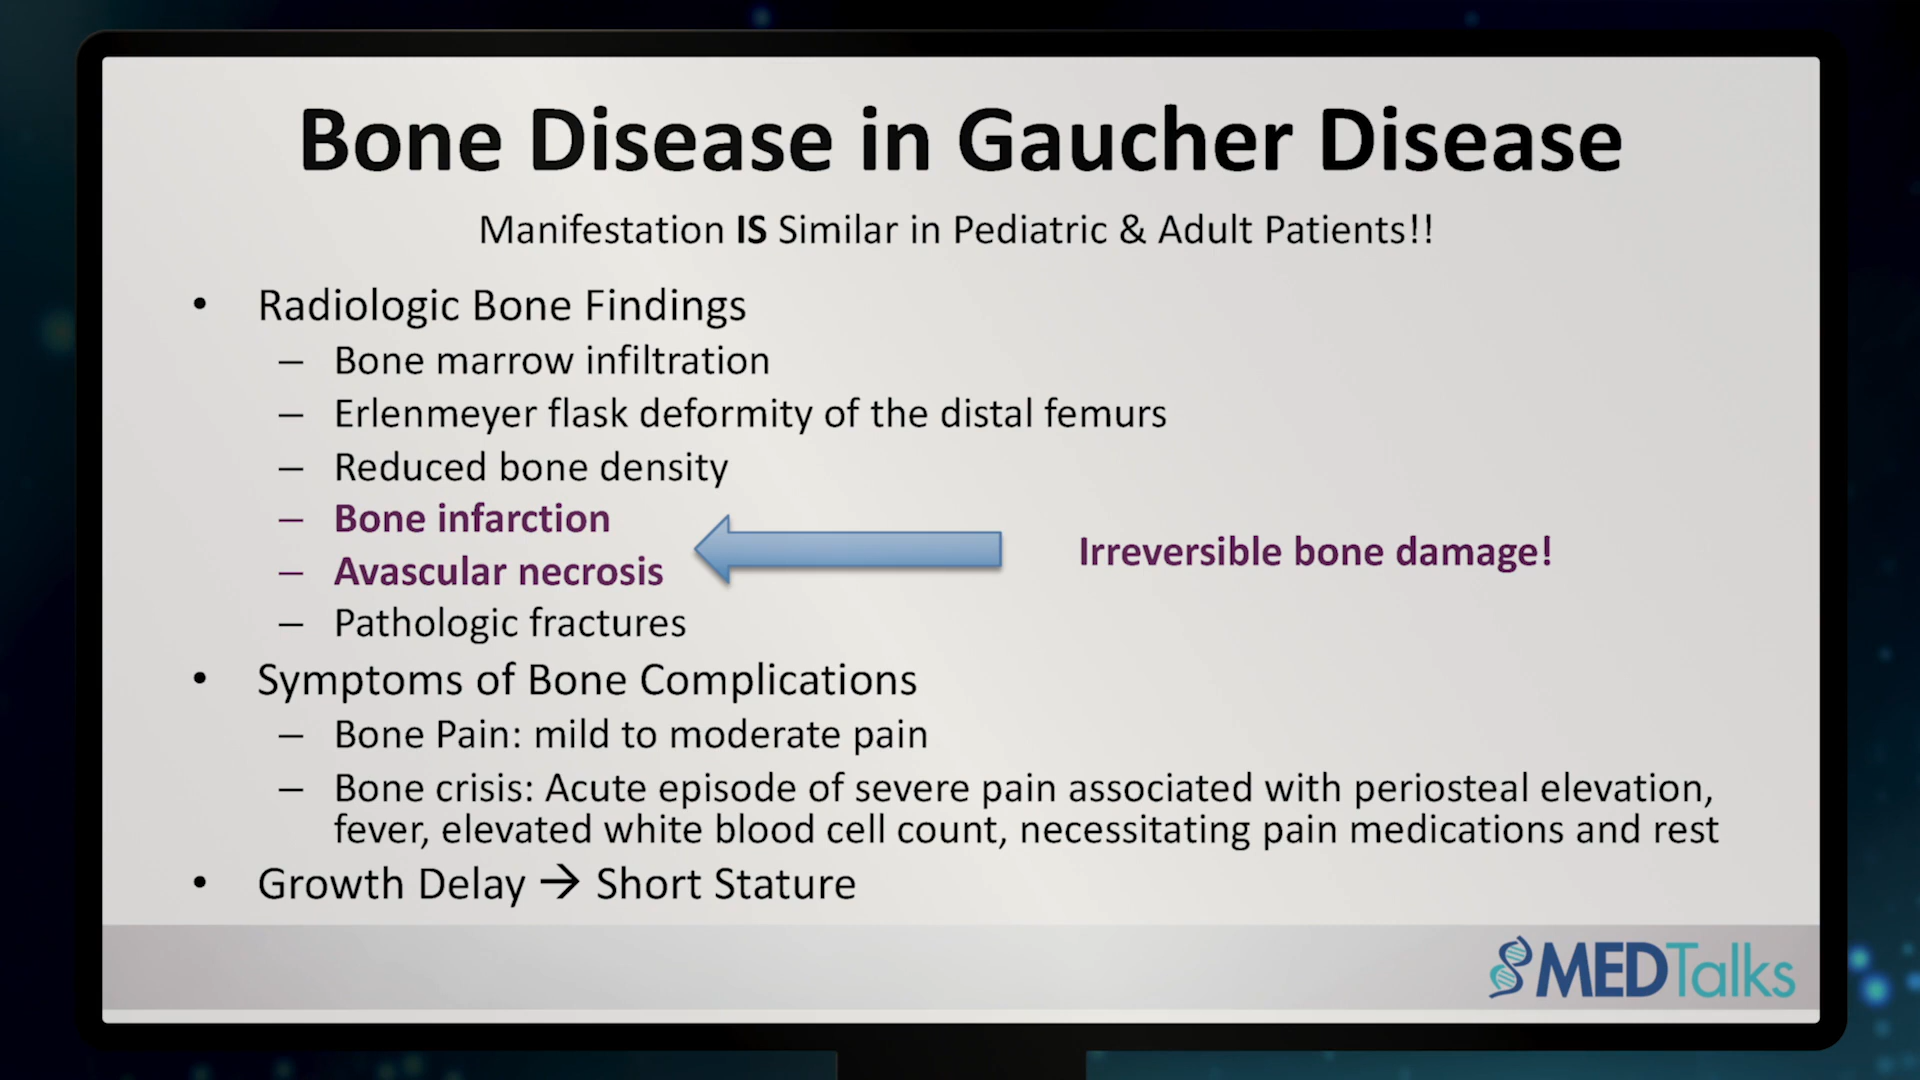 Bone Disease in Gaucher Disease
Manifestation IS Similar in Pediatric & Adult Patients!!
• Radiologic Bone Findings
– Bone marrow infiltration
– Erlenmeyer flask deformity of the distal femurs
– Reduced bone density
– Bone infarction
– Avascular necrosis
Irreversible bone damage!
– Pathologic fractures
• Symptoms of Bone Complications
– Bone Pain: mild to moderate pain
– Bone crisis: Acute episode of severe pain associated with periosteal elevation,
fever, elevated white blood cell count, necessitating pain medications and rest
• Growth Delay → Short Stature
MEDTalks